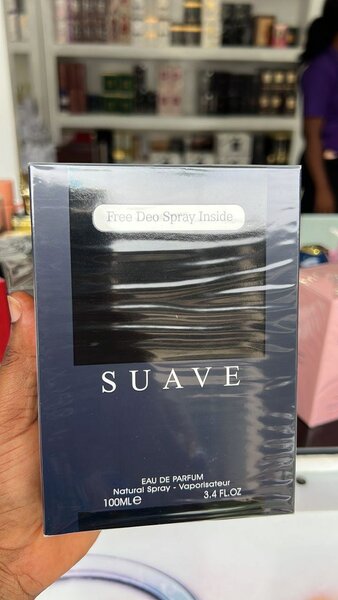 Free Deo Spray Inside
SUAVE
EAU DE PARFUM
Natural Spray - Vaporisateur
100ML℮ 3.4 FL.OZ